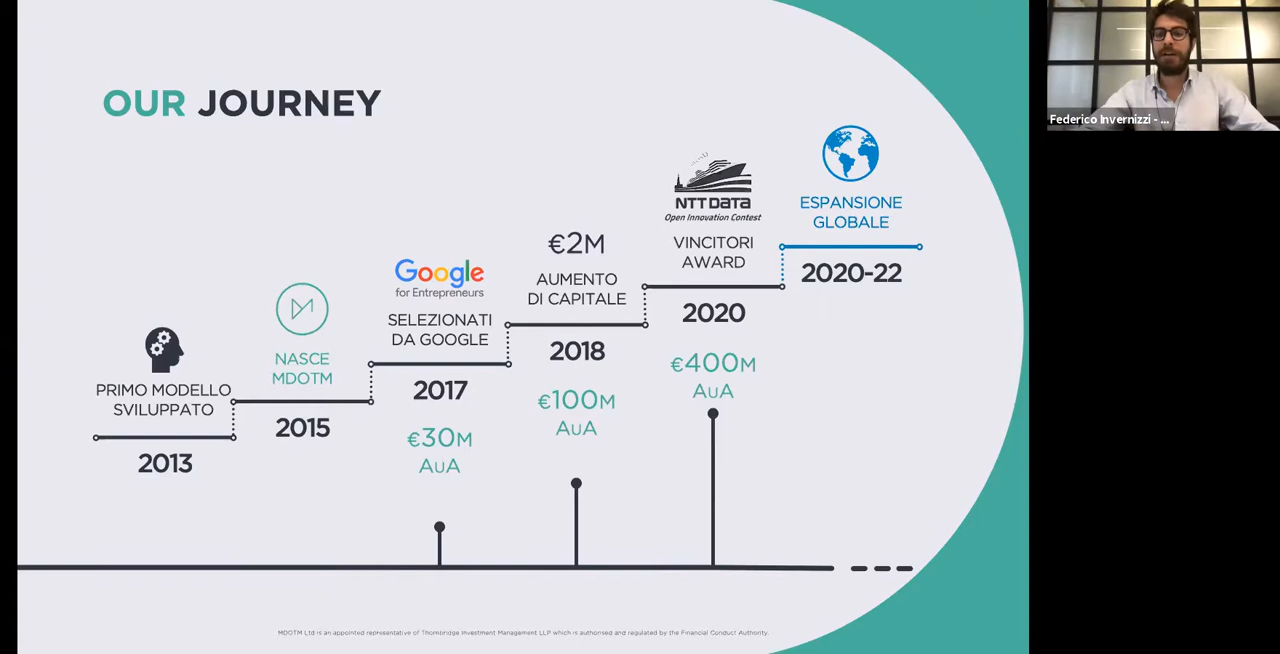 OUR JOURNEY
PRIMO MODELLO
SVILUPPATO
2013
NASCE
MDOTM
2015
Google
for Entrepreneurs
SELEZIONATI
DA GOOGLE
2017
€30M
AUA
€2M
AUMENTO
DI CAPITALE
2018
€100M
AUA
NTT DATA
Open Innovation Contest
VINCITORI
AWARD
2020
€400M
AUA
ESPANSIONE
GLOBALE
2020-22
MDOTM Ltd is an appointed representative of Thornbridge Investment Management LLP which is authorised and regulated by the Financial Conduct Authority.
Federico Invernizzi - ...